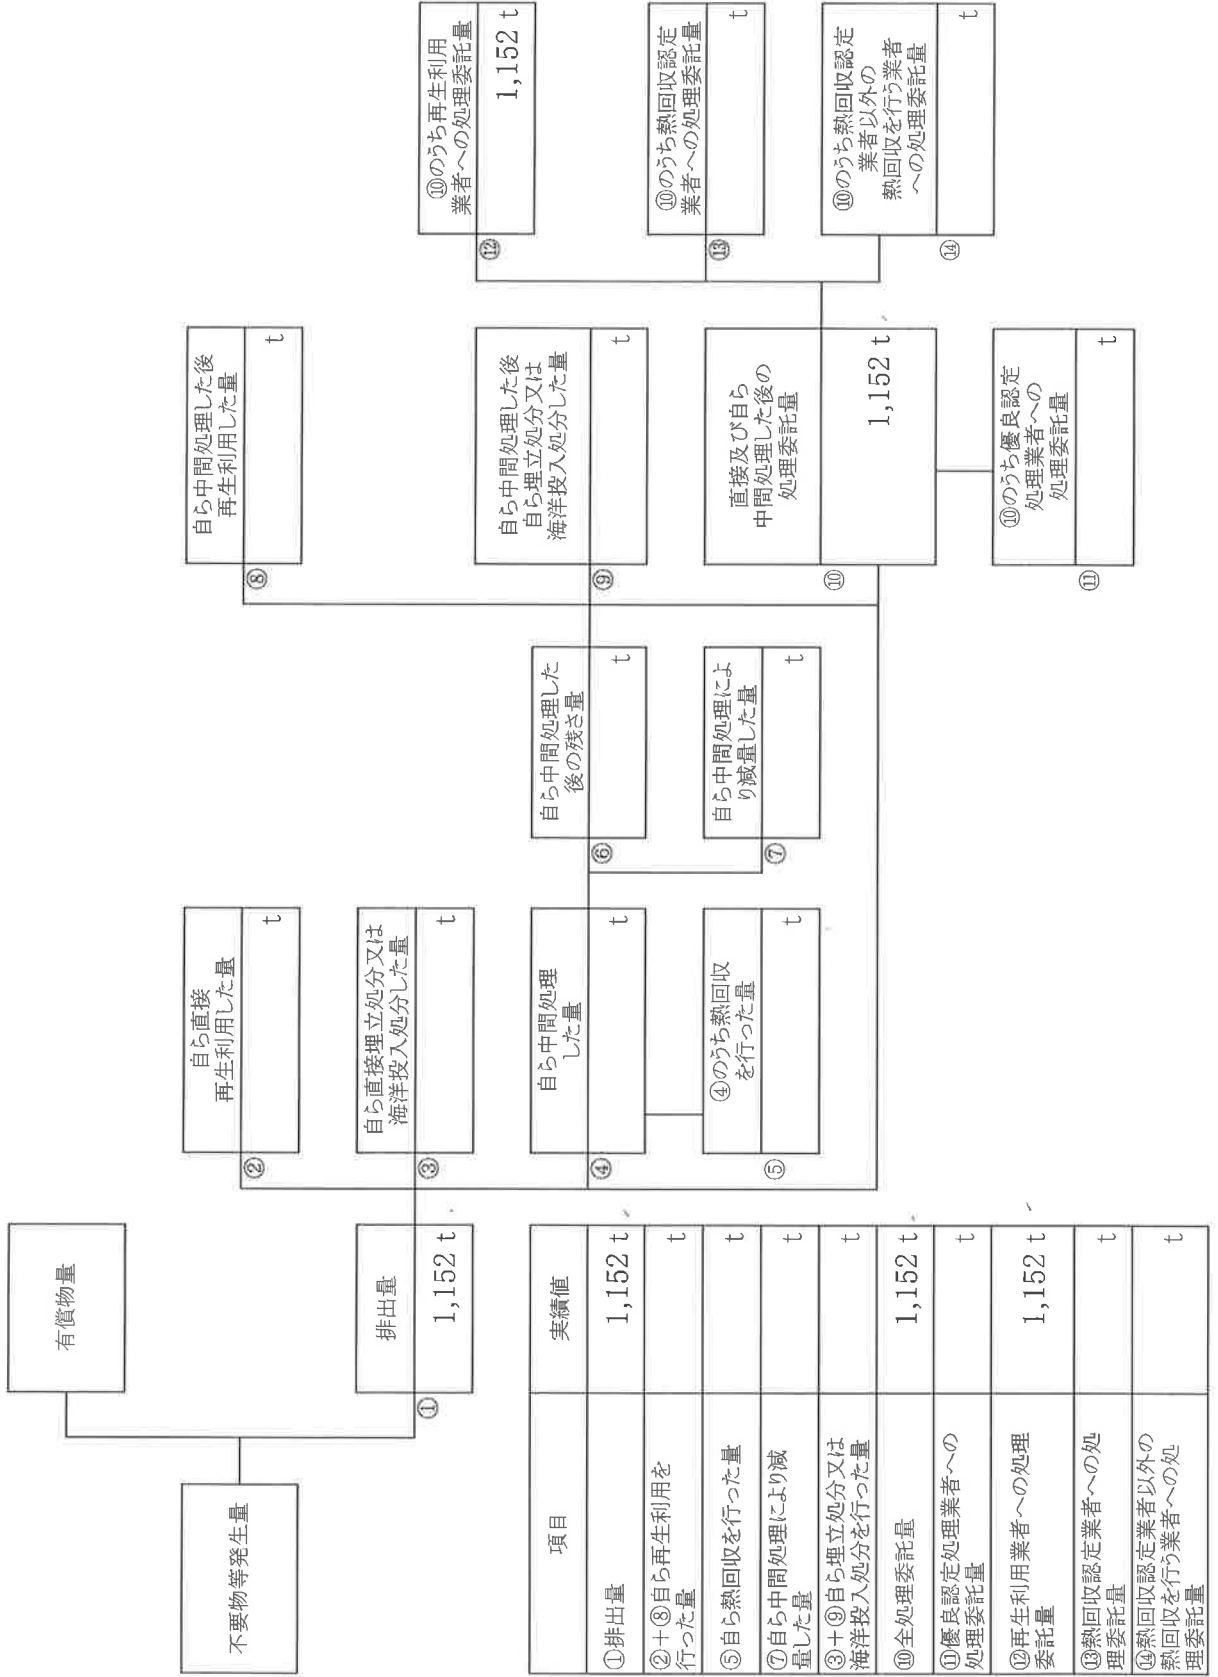 不要物等発生量
有償物量
①
排出量
1,152 t
②
自ら直接
再生利用した量
t
③
自ら直接埋立処分又は
海洋投入処分した量
t
④
自ら中間処理
した量
t
⑤
④のうち熱回収
を行った量
t
⑥
自ら中間処理した
後の残さ量
t
⑦
自ら中間処理によ
り減量した量
t
⑧
自ら中間処理した後
再生利用した量
t
⑨
自ら中間処理した後
自ら埋立処分又は
海洋投入処分した量
t
⑩
直接及び自ら
中間処理した後の
処理委託量
1,152 t
⑪
⑩のうち優良認定
処理業者への
処理委託量
t
⑫
⑩のうち再生利用
業者への処理委託量
1,152 t
⑬
⑩のうち熱回収認定
業者への処理委託量
t
⑭
⑩のうち熱回収認定
業者以外の
熱回収を行う業者
への処理委託量
t
項目
実績値
①排出量
1,152 t
②+⑧自ら再生利用を
行った量
t
⑤自ら熱回収を行った量
t
⑦自ら中間処理により減
量した量
t
③+⑨自ら埋立処分又は
海洋投入処分を行った量
t
⑩全処理委託量
1,152 t
⑪優良認定処理業者への
処理委託量
t
⑫再生利用業者への処理
委託量
1,152 t
⑬熱回収認定業者への処
理委託量
t
⑭熱回収認定業者以外の
熱回収を行う業者への処
理委託量
t